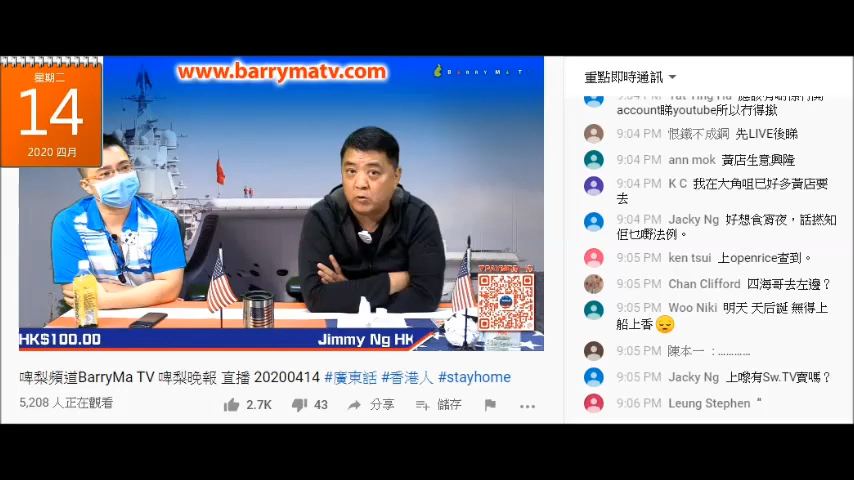 星期二
14
2020 四月
www.barrymatv.com
BARRYMAT
HK$100.00
Jimmy Ng HK
啤梨頻道BarryMa TV 啤梨晚報 直播 20200414 #廣東話 #香港人 #stayhome
5,208 人正在觀看
2.7K
43
分享
儲存
重點即時通訊
account睇youtube所以冇得撳
9:04 PM 恨鐵不成鋼 先LIVE後睇
9:04 PM ann mok 黃店生意興隆
9:04 PM K C 我在大角咀已好多黃店要
去
9:04 PM Jacky Ng 好想食宵夜，話撚知
佢乜嘢法例。
9:05 PM ken tsui 上openrice查到。
9:05 PM Chan Clifford 四海哥去左邊？
9:05 PM Woo Niki 明天 天后誕 無得上
船上香 😔
9:05 PM 陳本一 ：…………
9:05 PM Jacky Ng 上嚟有Sw.TV賣嗎？
9:06 PM Leung Stephen “